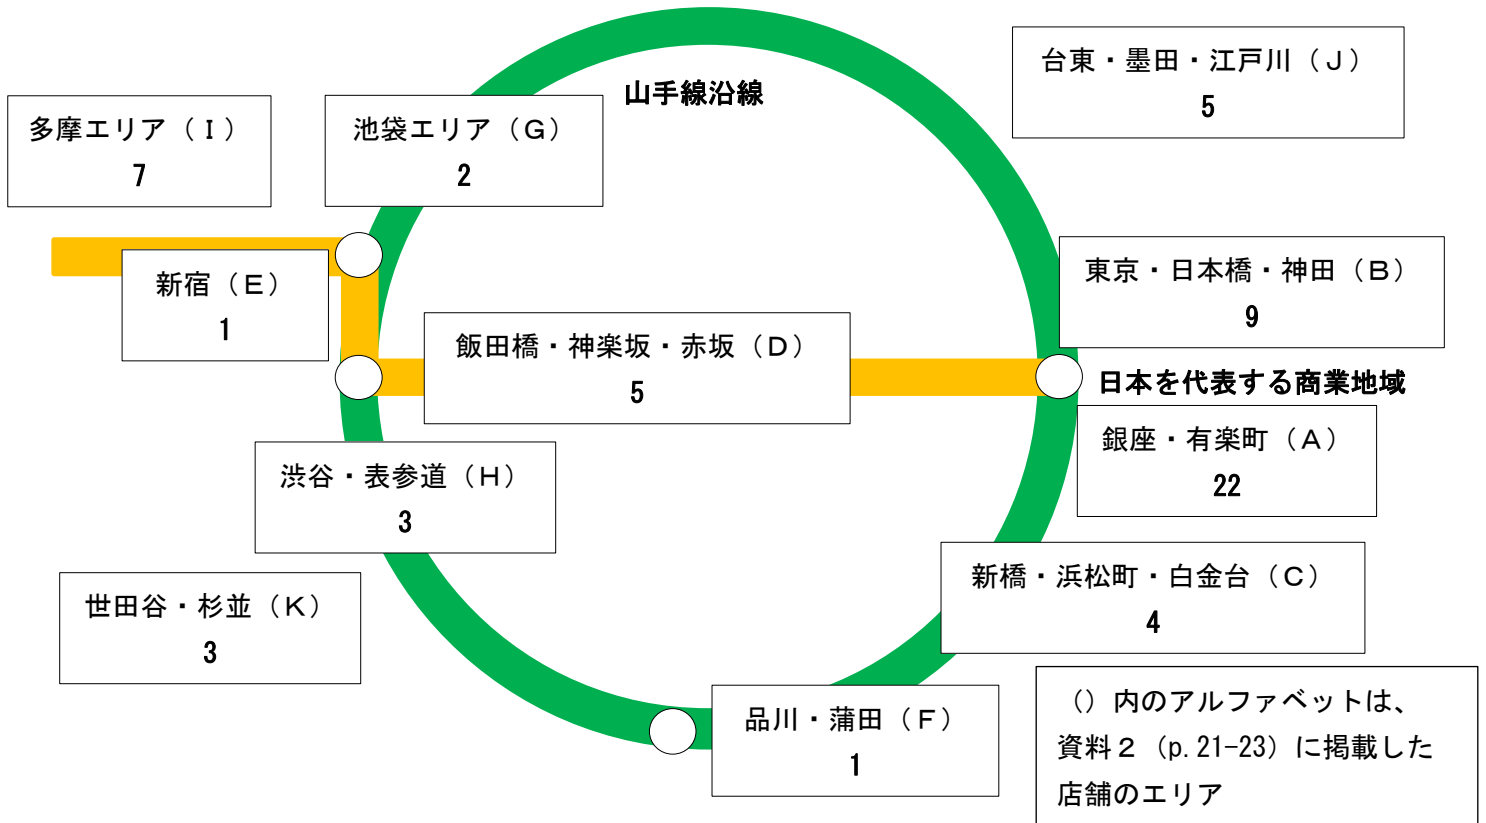 山手線沿線
台東・墨田・江戸川（Ｊ）
5
多摩エリア（Ｉ）
7
池袋エリア（Ｇ）
2
新宿（Ｅ）
1
東京・日本橋・神田（Ｂ）
9
飯田橋・神楽坂・赤坂（Ｄ）
5
日本を代表する商業地域
銀座・有楽町（Ａ）
22
渋谷・表参道（Ｈ）
3
新橋・浜松町・白金台（Ｃ）
4
世田谷・杉並（Ｋ）
3
品川・蒲田（Ｆ）
1
（）内のアルファベットは、
資料２（p.21-23）に掲載した
店舗のエリア